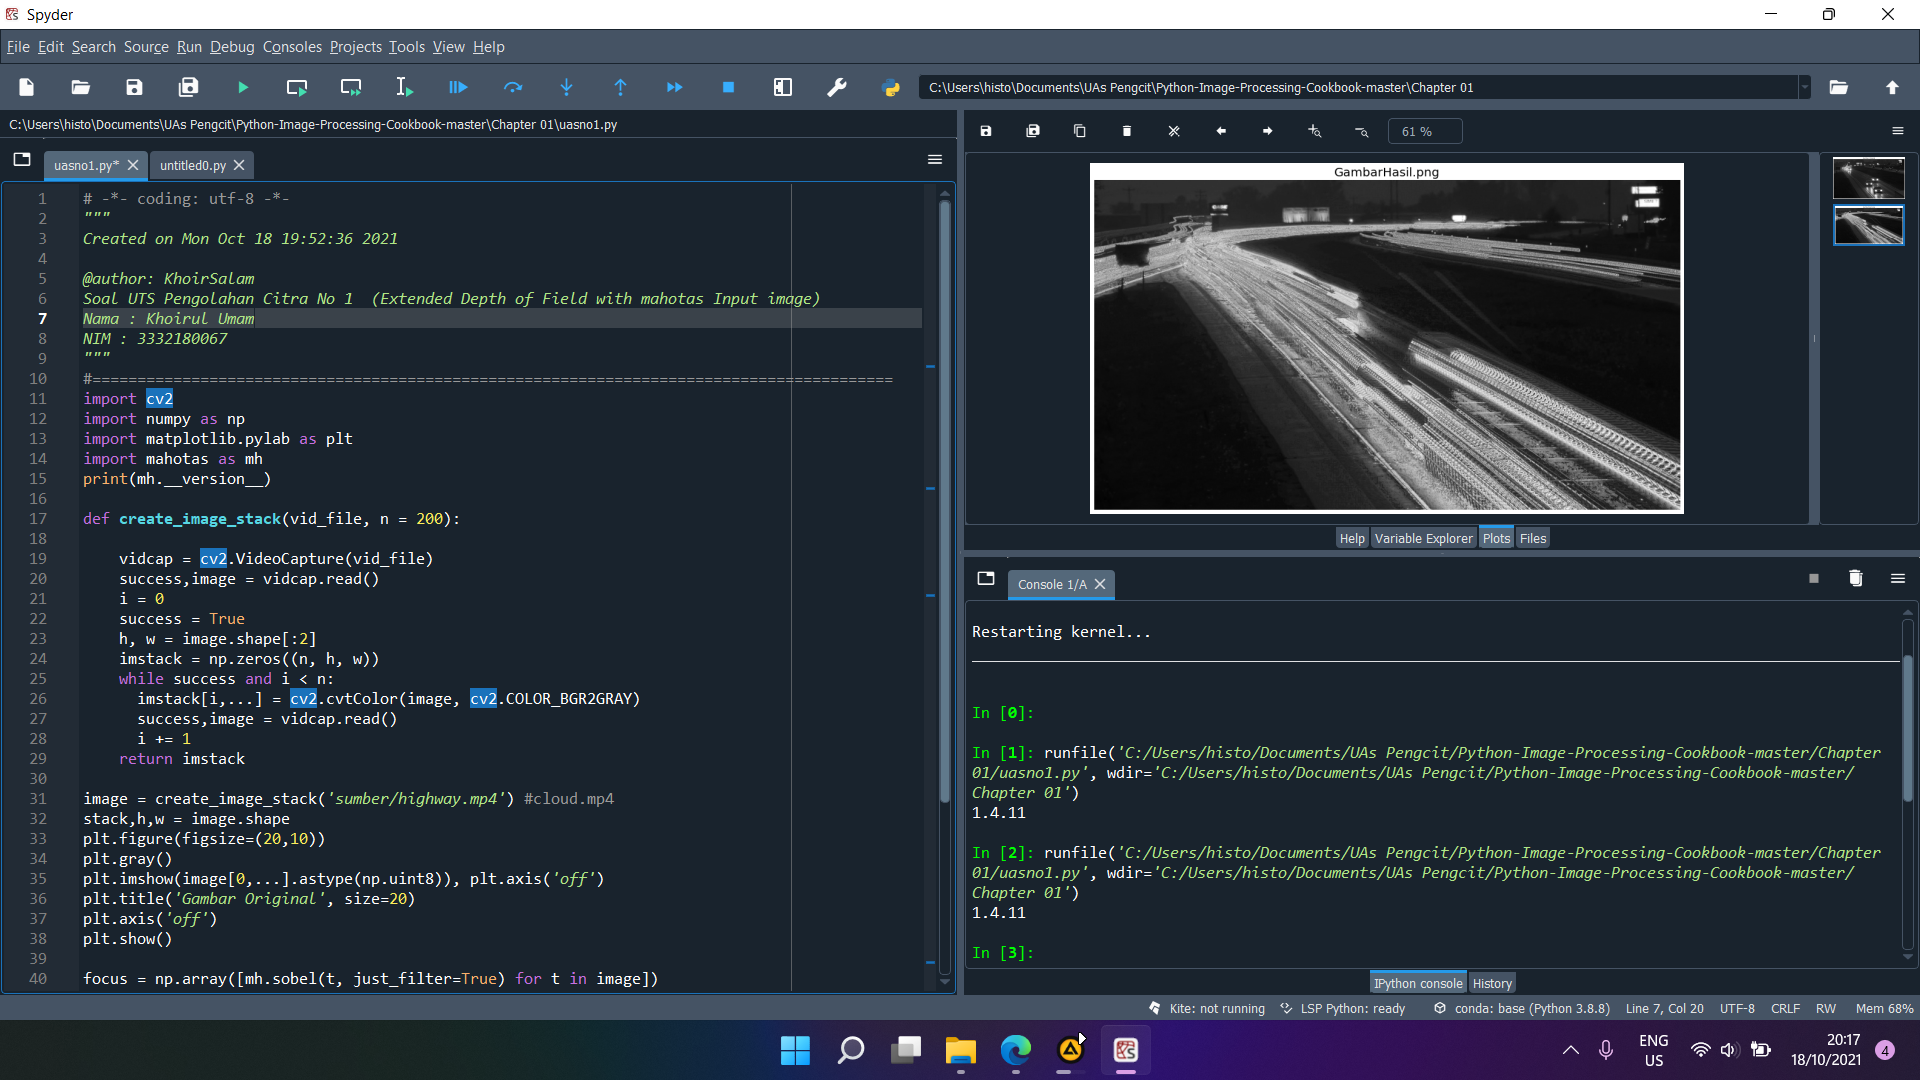 Spyder
File Edit Search Source Run Debug Consoles Projects Tools View Help
C:\Users\histo\Documents\UAs Pengcit\Python-Image-Processing-Cookbook-master\Chapter 01
C:\Users\histo\Documents\UAs Pengcit\Python-Image-Processing-Cookbook-master\Chapter 01\uasno1.py
uasno1.py*
untitled0.py
1 # -*- coding: utf-8 -*-
2 """
3 Created on Mon Oct 18 19:52:36 2021
4
5 @author: KhoirSalam
6 Soal UTS Pengolahan Citra No 1  (Extended Depth of Field with mahotas Input image)
7 Nama : Khoirul Umam
8 NIM : 3332180067
9 """
10 #=========================================================================================
11 import cv2
12 import numpy as np
13 import matplotlib.pylab as plt
14 import mahotas as mh
15 print(mh.__version__)
16
17 def create_image_stack(vid_file, n = 200):
18
19     vidcap = cv2.VideoCapture(vid_file)
20     success,image = vidcap.read()
21     i = 0
22     success = True
23     h, w = image.shape[:2]
24     imstack = np.zeros((n, h, w))
25     while success and i < n:
26       imstack[i,...] = cv2.cvtColor(image, cv2.COLOR_BGR2GRAY)
27       success,image = vidcap.read()
28       i += 1
29     return imstack
30
31 image = create_image_stack('sumber/highway.mp4') #cloud.mp4
32 stack,h,w = image.shape
33 plt.figure(figsize=(20,10))
34 plt.gray()
35 plt.imshow(image[0,...].astype(np.uint8)), plt.axis('off')
36 plt.title('Gambar Original', size=20)
37 plt.axis('off')
38 plt.show()
39
40 focus = np.array([mh.sobel(t, just_filter=True) for t in image])
61 %
GambarHasil.png
Help Variable Explorer Plots Files
Console 1/A
Restarting kernel...
In [0]:
In [1]: runfile('C:/Users/histo/Documents/UAs Pengcit/Python-Image-Processing-Cookbook-master/Chapter
01/uasno1.py', wdir='C:/Users/histo/Documents/UAs Pengcit/Python-Image-Processing-Cookbook-master/
Chapter 01')
1.4.11
In [2]: runfile('C:/Users/histo/Documents/UAs Pengcit/Python-Image-Processing-Cookbook-master/Chapter
01/uasno1.py', wdir='C:/Users/histo/Documents/UAs Pengcit/Python-Image-Processing-Cookbook-master/
Chapter 01')
1.4.11
In [3]:
IPython console History
Kite: not running LSP Python: ready conda: base (Python 3.8.8) Line 7, Col 20 UTF-8 CRLF RW Mem 68%
ENG
US
20:17
18/10/2021
4